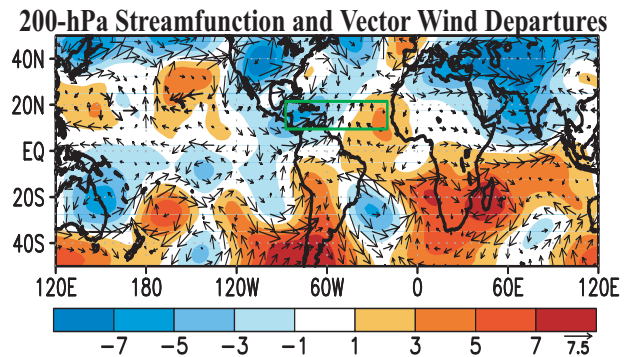 200-hPa Streamfunction and Vector Wind Departures
40N
20N
EQ
20S
40S
120E 180 120W 60W 0 60E 120E
-7 -5 -3 -1 1 3 5 7 7.5